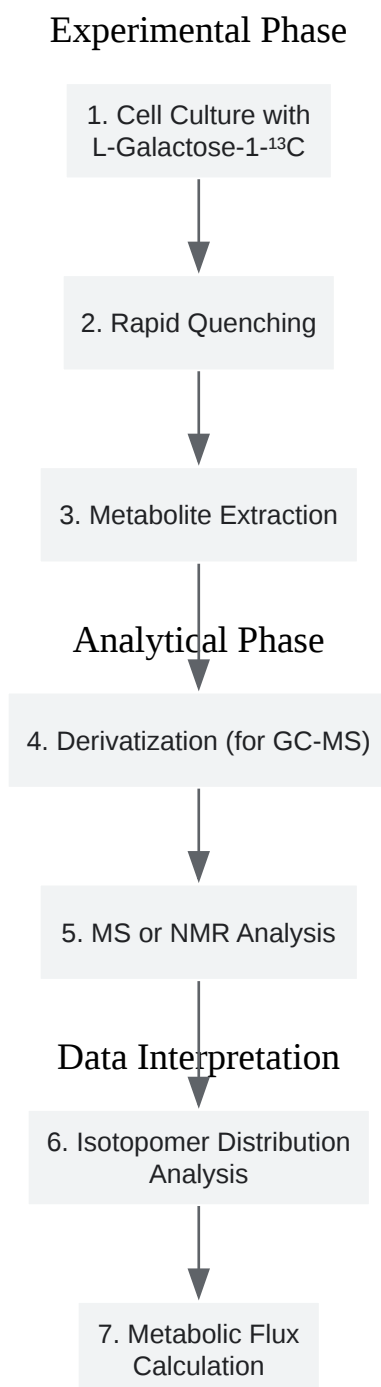 Experimental Phase
1. Cell Culture with
L-Galactose-1-¹³C
2. Rapid Quenching
3. Metabolite Extraction
Analytical Phase
4. Derivatization (for GC-MS)
5. MS or NMR Analysis
Data Interpretation
6. Isotopomer Distribution
Analysis
7. Metabolic Flux
Calculation